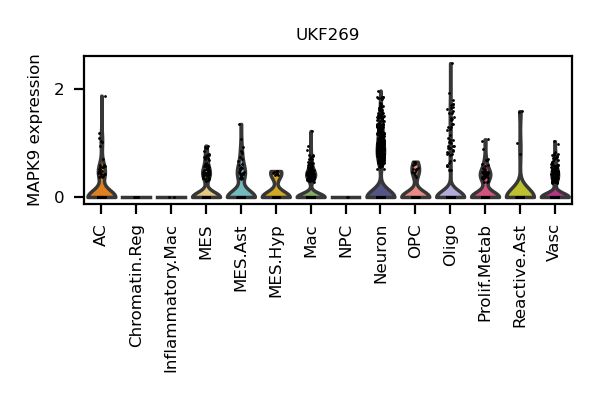 UKF269
MAPK9 expression
2
0
AC
Chromatin.Reg
Inflammatory.Mac
MES
MES.Ast
MES.Hyp
Mac
NPC
Neuron
OPC
Oligo
Prolif.Metab
Reactive.Ast
Vasc